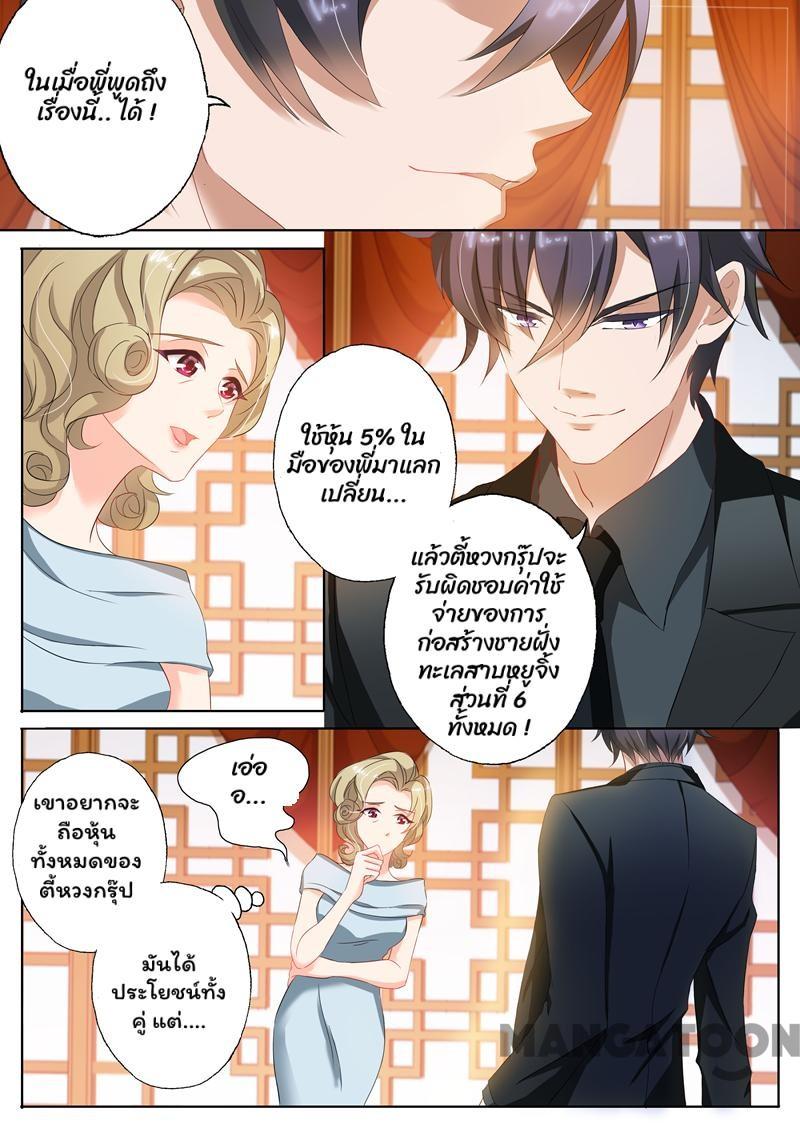 ในเมื่อพี่พูดถึง
เรื่องนี้.. ได้ !
ใช้หุ้น 5% ใน
มือของพี่มาแลก
เปลี่ยน...
แล้วตี้หวงกรุ๊ปจะ
รับผิดชอบค่าใช้
จ่ายของการ
ก่อสร้างชายฝั่ง
ทะเลสาบหยูจิ้ง
ส่วนที่ 6
ทั้งหมด !
เอ่อ
อ...
เขาอยากจะ
ถือหุ้น
ทั้งหมดของ
ตี้หวงกรุ๊ป
มันได้
ประโยชน์ทั้ง
คู่ แต่....
MANGATOON